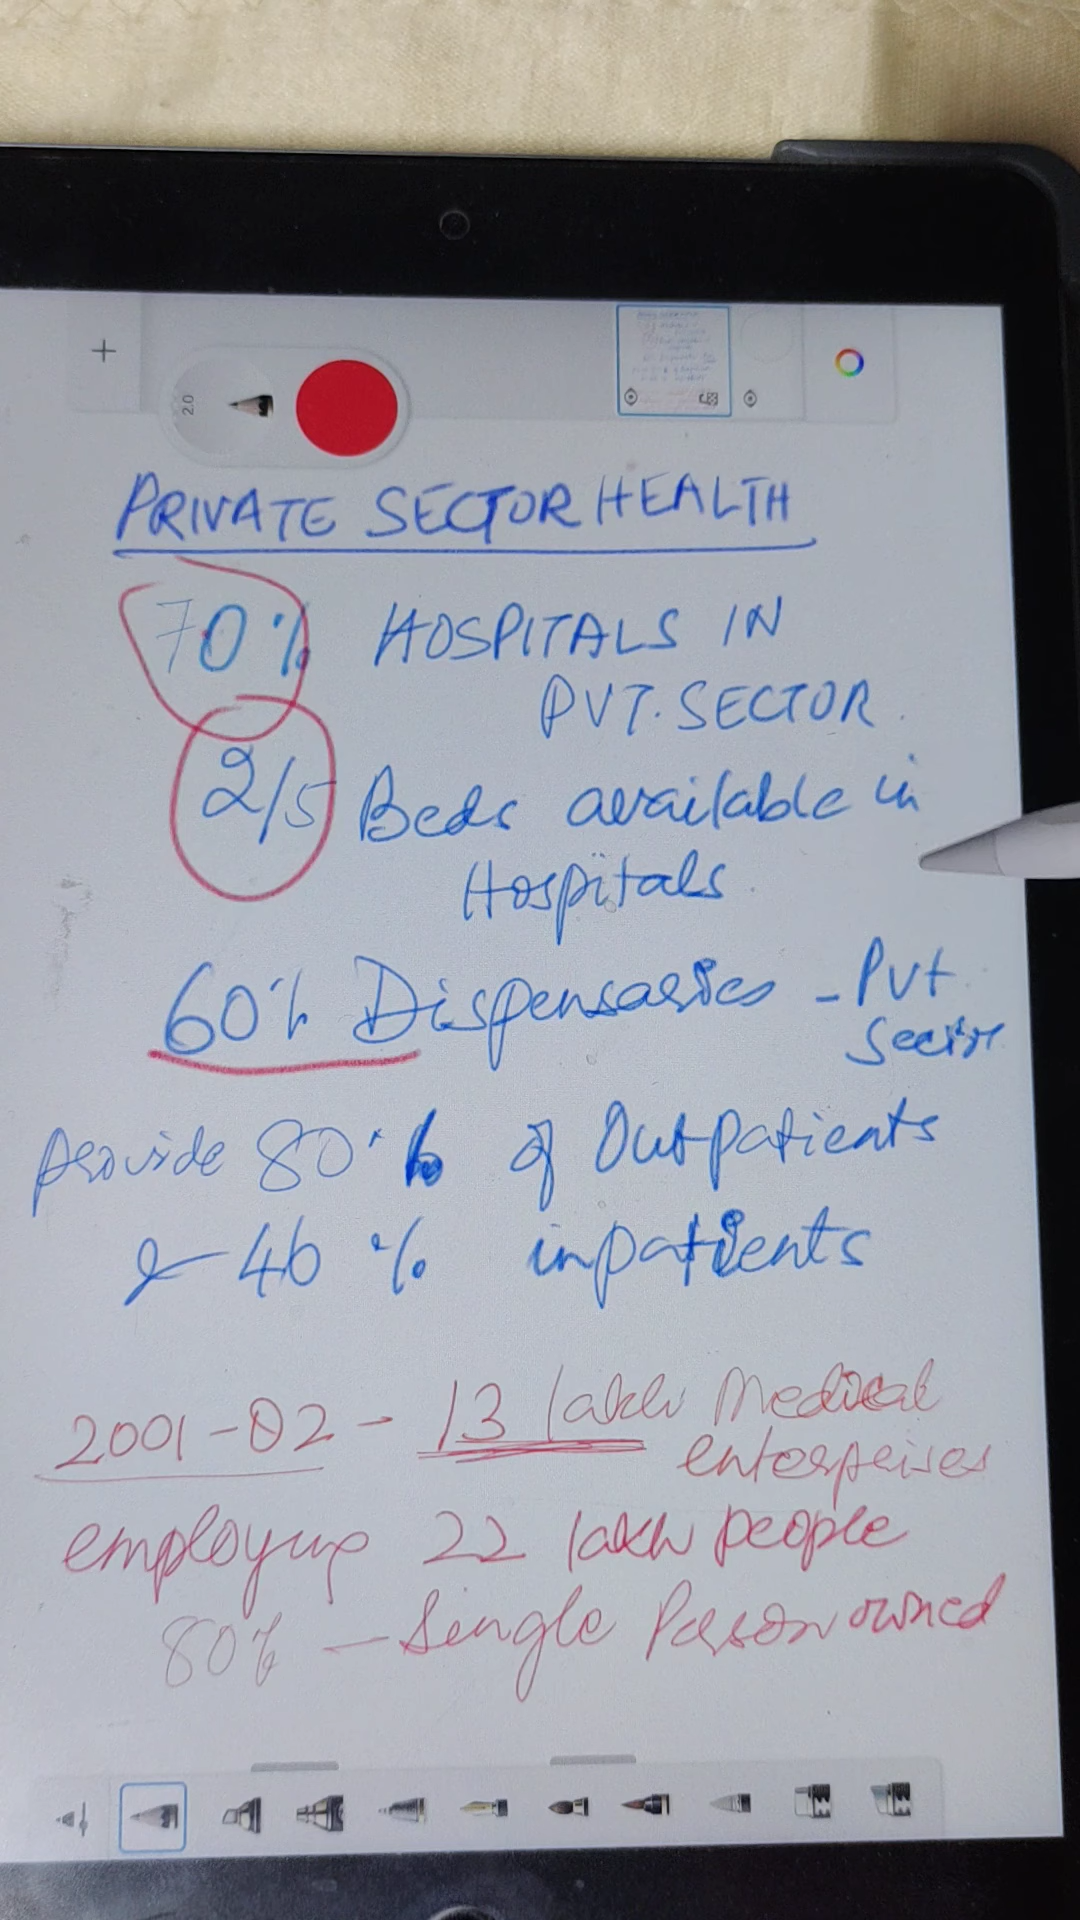 2.0
PRIVATE SECTOR HEALTH
70% HOSPITALS IN
PVT. SECTOR.
2/5 Beds available in
Hospitals.
60% Dispensaries - Pvt.
Sector
provide 80% of Outpatients
& 46 % inpatients
2001-02 - 13 lakh Medical
enterprises
employing 22 lakh people
80% - Single Person owned